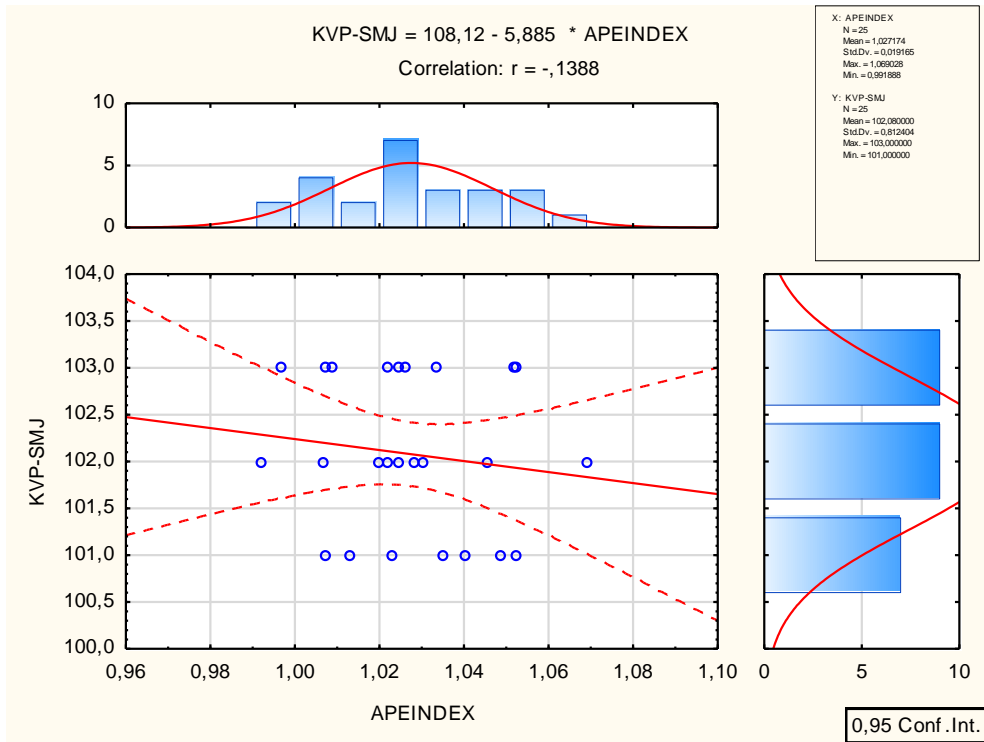 KVP-SMJ = 108,12 - 5,885 * APEINDEX
Correlation: r = -,1388
X: APEINDEX
N = 25
Mean = 1,027174
Std.Dv. = 0,019165
Max. = 1,069028
Min. = 0,991888
Y: KVP-SMJ
N = 25
Mean = 102,080000
Std.Dv. = 0,812404
Max. = 103,000000
Min. = 101,000000
10
5
0
104,0
103,5
103,0
102,5
102,0
101,5
101,0
100,5
100,0
KVP-SMJ
0,96 0,98 1,00 1,02 1,04 1,06 1,08 1,10
APEINDEX
0 5 10
0,95 Conf.Int.